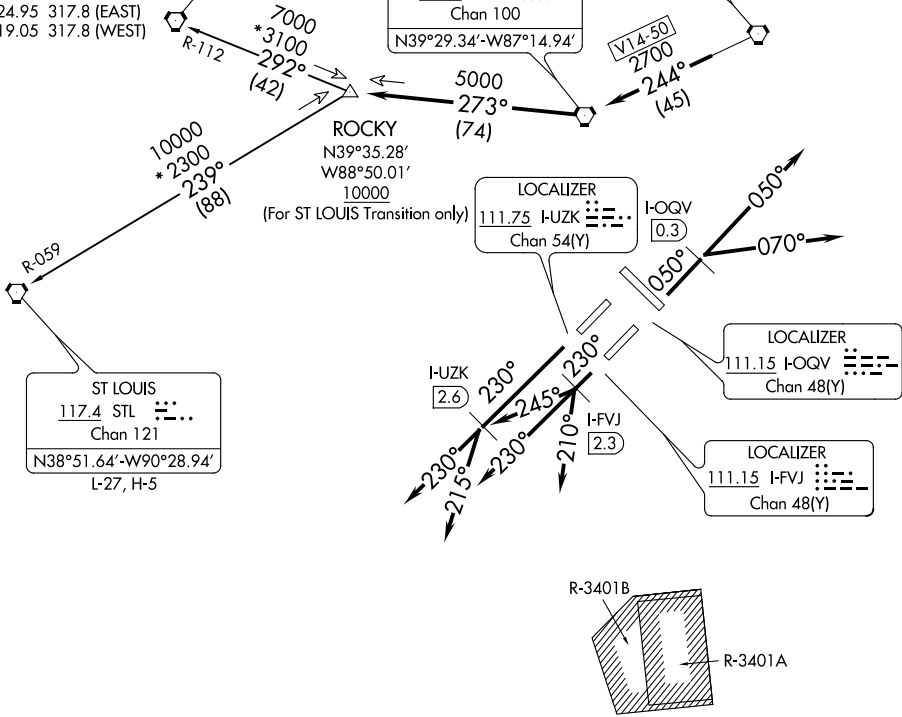 24.95 317.8 (EAST)
19.05 317.8 (WEST)
R-112
7000
*3100
292°
(42)
Chan 100
N39°29.34′-W87°14.94′
V14-50
2700
244°
(45)
5000
273°
(74)
ROCKY
N39°35.28′
W88°50.01′
10000
(For ST LOUIS Transition only)
10000
*2300
239°
(88)
R-059
LOCALIZER
111.75 I-UZK
Chan 54(Y)
I-OQV
0.3
050°
070°
050°
ST LOUIS
117.4 STL
Chan 121
N38°51.64′-W90°28.94′
L-27, H-5
I-UZK
2.6
230°
230°
245°
I-FVJ
2.3
230°
215°
230°
210°
LOCALIZER
111.15 I-OQV
Chan 48(Y)
LOCALIZER
111.15 I-FVJ
Chan 48(Y)
R-3401B
R-3401A